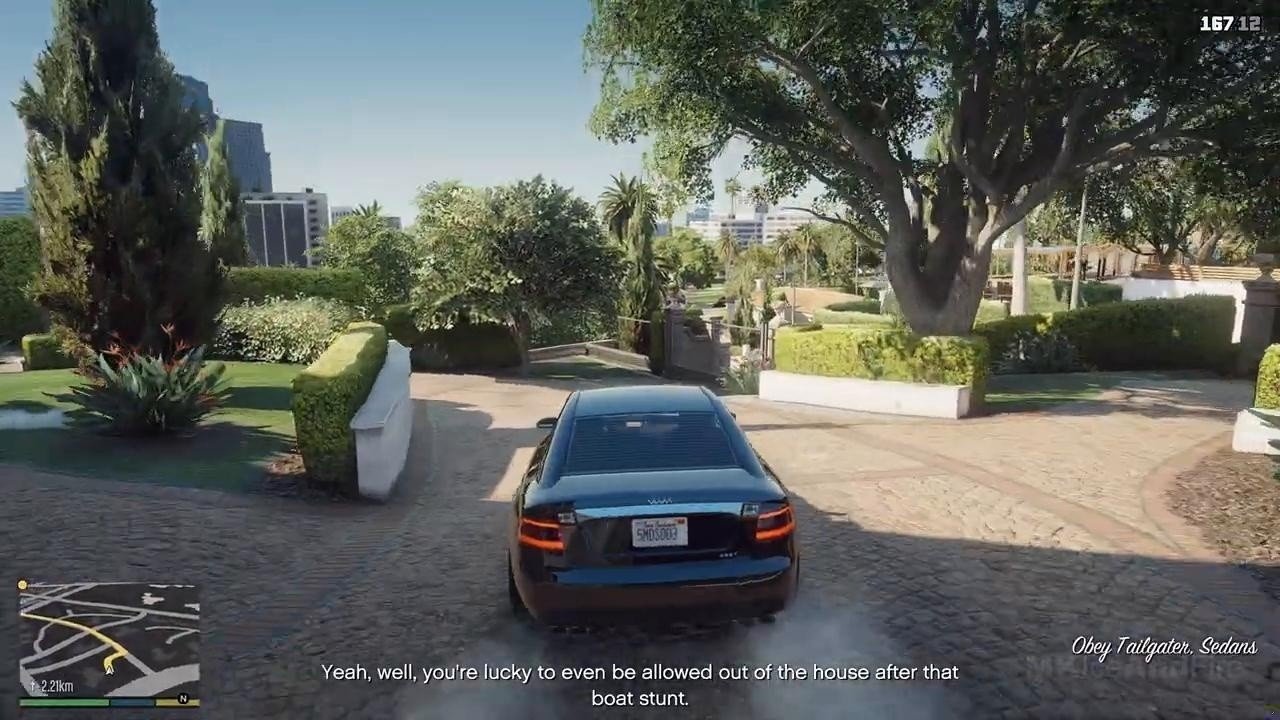 167:12
5MDS003
↑2.21km
N
Obey Tailgater, Sedans
Yeah, well, you're lucky to even be allowed out of the house after that
boat stunt.